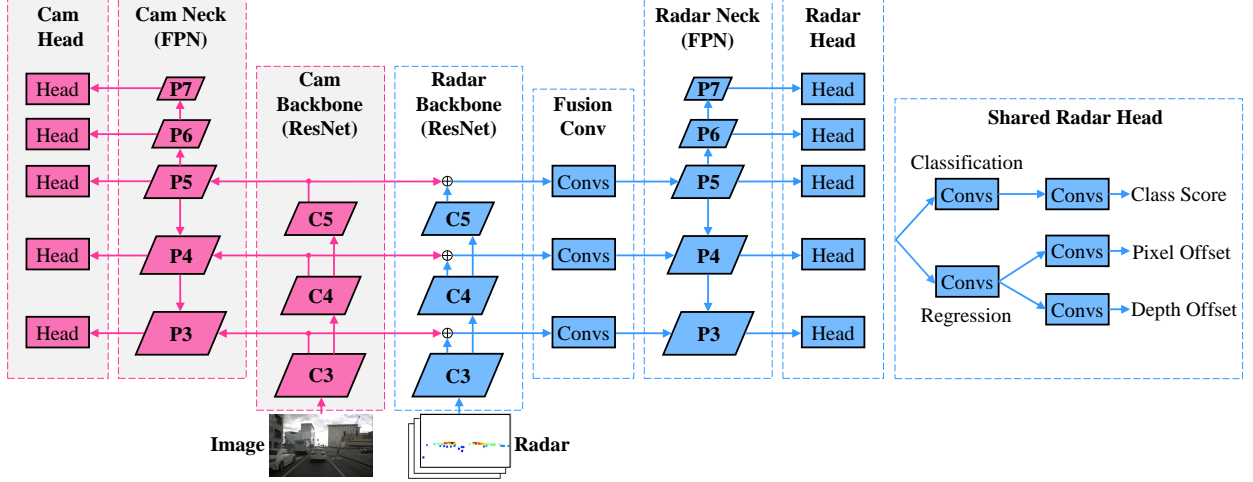 Cam
Head
Head
Head
Head
Head
Head
Cam Neck
(FPN)
P7
P6
P5
P4
P3
Cam
Backbone
(ResNet)
C5
C4
C3
Image
Radar
Backbone
(ResNet)
C5
C4
C3
Radar
Fusion
Conv
Convs
Convs
Convs
Radar Neck
(FPN)
P7
P6
P5
P4
P3
Radar
Head
Head
Head
Head
Head
Head
Shared Radar Head
Classification
Convs
Convs
Class Score
Regression
Convs
Convs
Pixel Offset
Convs
Depth Offset